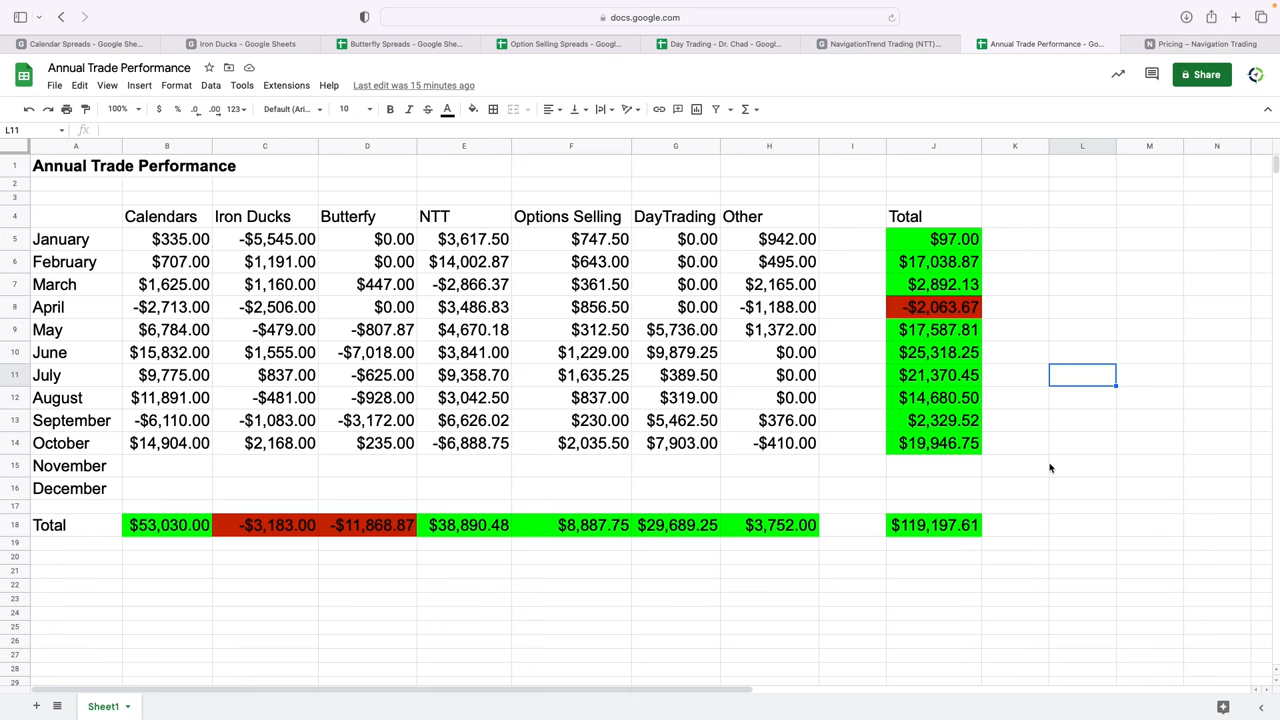 docs.google.com
Calendar Spreads - Google She...
Iron Ducks - Google Sheets
Butterfly Spreads - Google She...
Option Selling Spreads - Googl...
Day Trading - Dr. Chad - Googl...
NavigationTrend Trading (NTT)...
Annual Trade Performance - Go...
Pricing – Navigation Trading
Annual Trade Performance
File Edit View Insert Format Data Tools Extensions Help Last edit was 15 minutes ago
Share
100% $ % .0 .00 123 Default (Ari... 10 B I S A
L11 fx
A B C D E F G H I J K L M N
1 Annual Trade Performance
2
3
4 Calendars Iron Ducks Butterfy NTT Options Selling DayTrading Other Total
5 January $335.00 -$5,545.00 $0.00 $3,617.50 $747.50 $0.00 $942.00 $97.00
6 February $707.00 $1,191.00 $0.00 $14,002.87 $643.00 $0.00 $495.00 $17,038.87
7 March $1,625.00 $1,160.00 $447.00 -$2,866.37 $361.50 $0.00 $2,165.00 $2,892.13
8 April -$2,713.00 -$2,506.00 $0.00 $3,486.83 $856.50 $0.00 -$1,188.00 -$2,063.67
9 May $6,784.00 -$479.00 -$807.87 $4,670.18 $312.50 $5,736.00 $1,372.00 $17,587.81
10 June $15,832.00 $1,555.00 -$7,018.00 $3,841.00 $1,229.00 $9,879.25 $0.00 $25,318.25
11 July $9,775.00 $837.00 -$625.00 $9,358.70 $1,635.25 $389.50 $0.00 $21,370.45
12 August $11,891.00 -$481.00 -$928.00 $3,042.50 $837.00 $319.00 $0.00 $14,680.50
13 September -$6,110.00 -$1,083.00 -$3,172.00 $6,626.02 $230.00 $5,462.50 $376.00 $2,329.52
14 October $14,904.00 $2,168.00 $235.00 -$6,888.75 $2,035.50 $7,903.00 -$410.00 $19,946.75
15 November
16 December
17
18 Total $53,030.00 -$3,183.00 -$11,868.87 $38,890.48 $8,887.75 $29,689.25 $3,752.00 $119,197.61
19
20
21
22
23
24
25
26
27
28
29
Sheet1